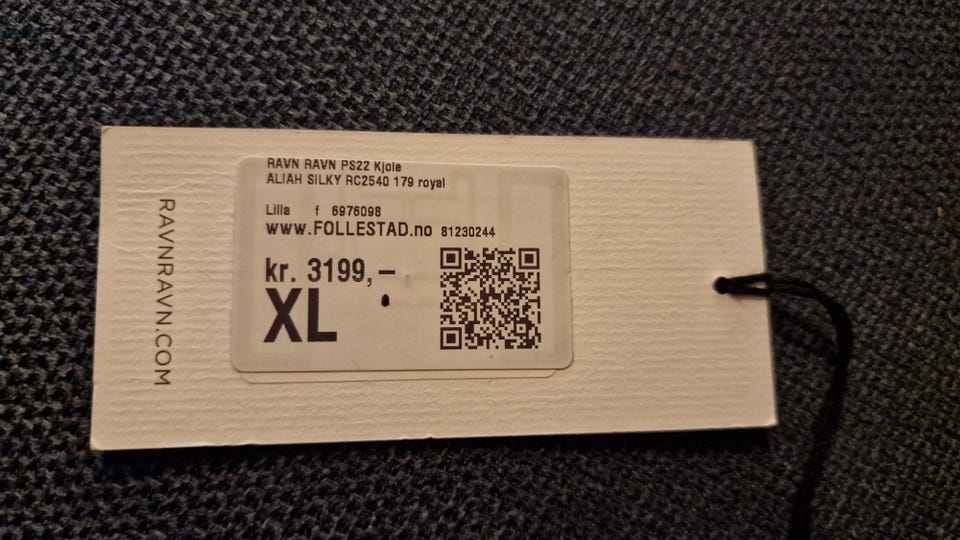 RAVN RAVN PS22 Kjole
ALIAH SILKY RC2540 179 royal
Lilla f 6976098
www.FOLLESTAD.no 81230244
kr. 3199,–
XL
RAVNRAVN.COM